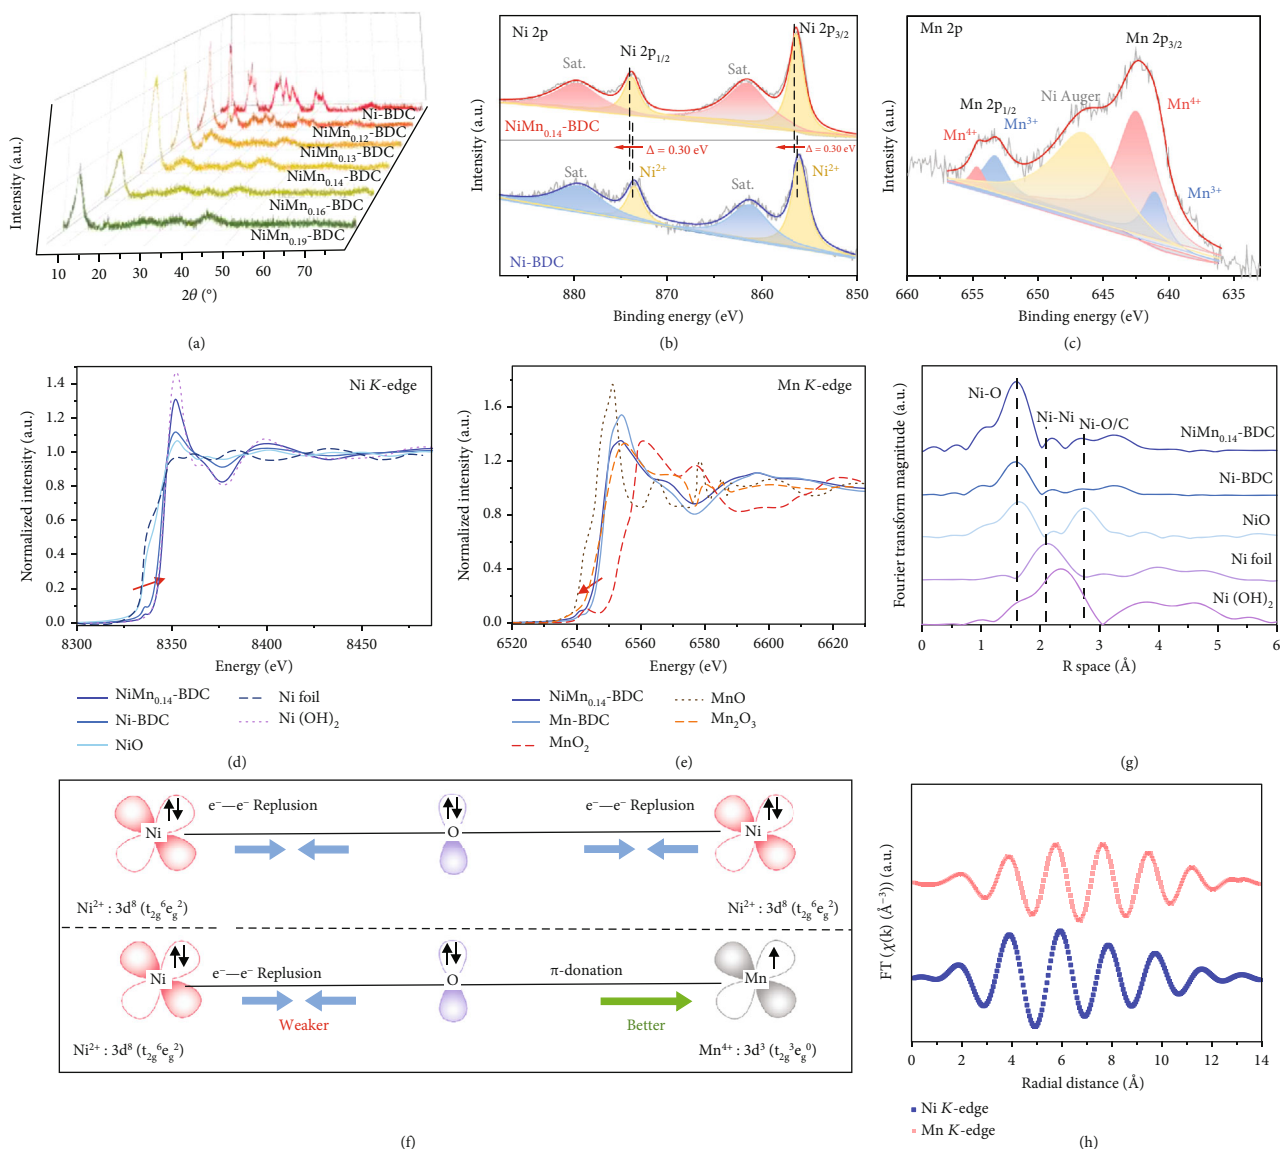 Intensity (a.u.)
Ni-BDC
NiMn0.12-BDC
NiMn0.13-BDC
NiMn0.14-BDC
NiMn0.16-BDC
NiMn0.19-BDC
10 20 30 40 50 60 70
2θ (°)
(a)
Intensity (a.u.)
Ni 2p
Ni 2p3/2
Ni 2p1/2
Sat.
Sat.
NiMn0.14-BDC
Δ = 0.30 eV
Δ = 0.30 eV
Ni2+
Ni2+
Sat.
Sat.
Ni-BDC
880 870 860 850
Binding energy (eV)
(b)
Intensity (a.u.)
Mn 2p
Mn 2p3/2
Ni Auger
Mn 2p1/2
Mn4+
Mn3+
Mn4+
Mn3+
660 655 650 645 640 635
Binding energy (eV)
(c)
Normalized intensity (a.u.)
Ni K-edge
1.4
1.2
1.0
0.8
0.6
0.4
0.2
0.0
8300 8350 8400 8450
Energy (eV)
NiMn0.14-BDC
Ni-BDC
NiO
Ni foil
Ni (OH)2
(d)
Normalized intensity (a.u.)
Mn K-edge
1.6
1.2
0.8
0.4
0.0
6520 6540 6560 6580 6600 6620
Energy (eV)
NiMn0.14-BDC
Mn-BDC
MnO2
MnO
Mn2O3
(e)
Fourier transform magnitude (a.u.)
Ni-O
Ni-Ni
Ni-O/C
NiMn0.14-BDC
Ni-BDC
NiO
Ni foil
Ni (OH)2
0 1 2 3 4 5 6
R space (Å)
(g)
e-—e- Replusion
e-—e- Replusion
Ni
O
Ni
Ni2+ : 3d8 (t2g6eg2)
Ni2+ : 3d8 (t2g6eg2)
e-—e- Replusion
π-donation
Ni
O
Mn
Weaker
Better
Ni2+ : 3d8 (t2g6eg2)
Mn4+ : 3d3 (t2g3eg0)
(f)
FT (χ(k) (Å-3)) (a.u.)
0 2 4 6 8 10 12 14
Radial distance (Å)
Ni K-edge
Mn K-edge
(h)